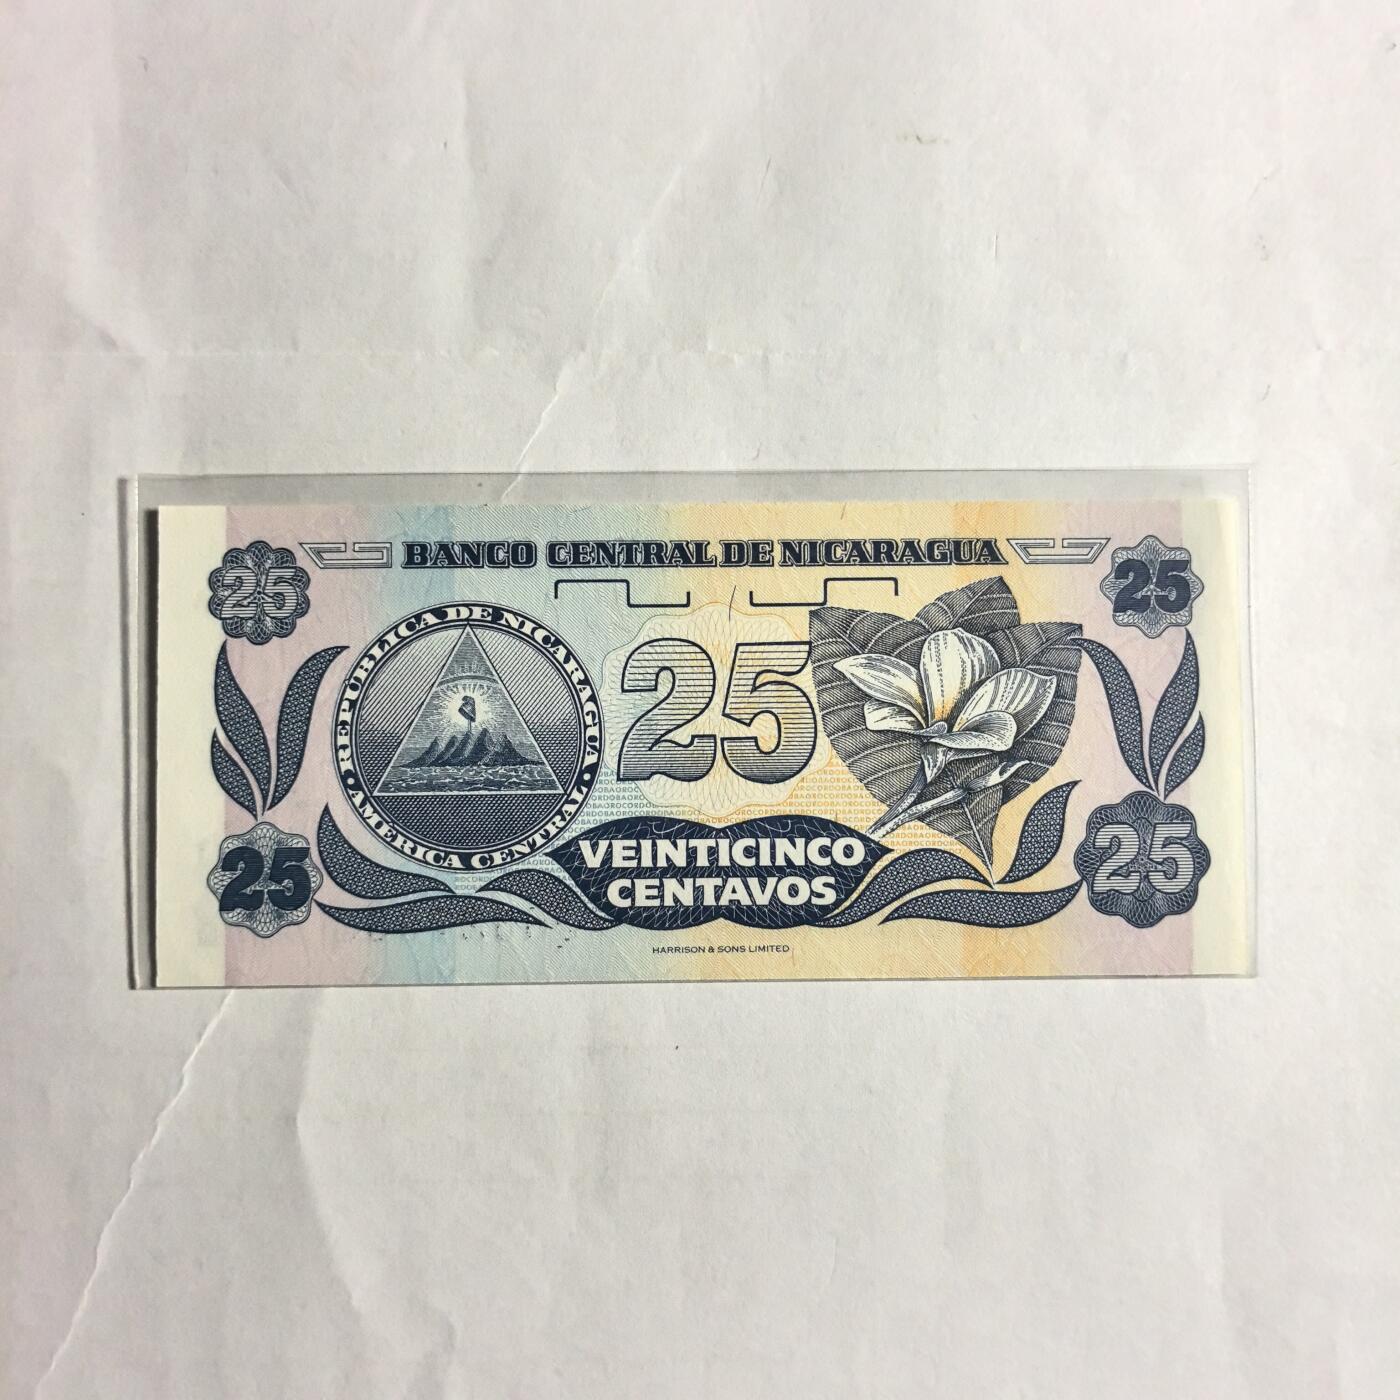 BANCO CENTRAL DE NICARAGUA
25
25
REPUBLICA DE NICARAGUA
AMERICA CENTRAL
25
VEINTICINCO
CENTAVOS
25
25
HARRISON & SONS LIMITED